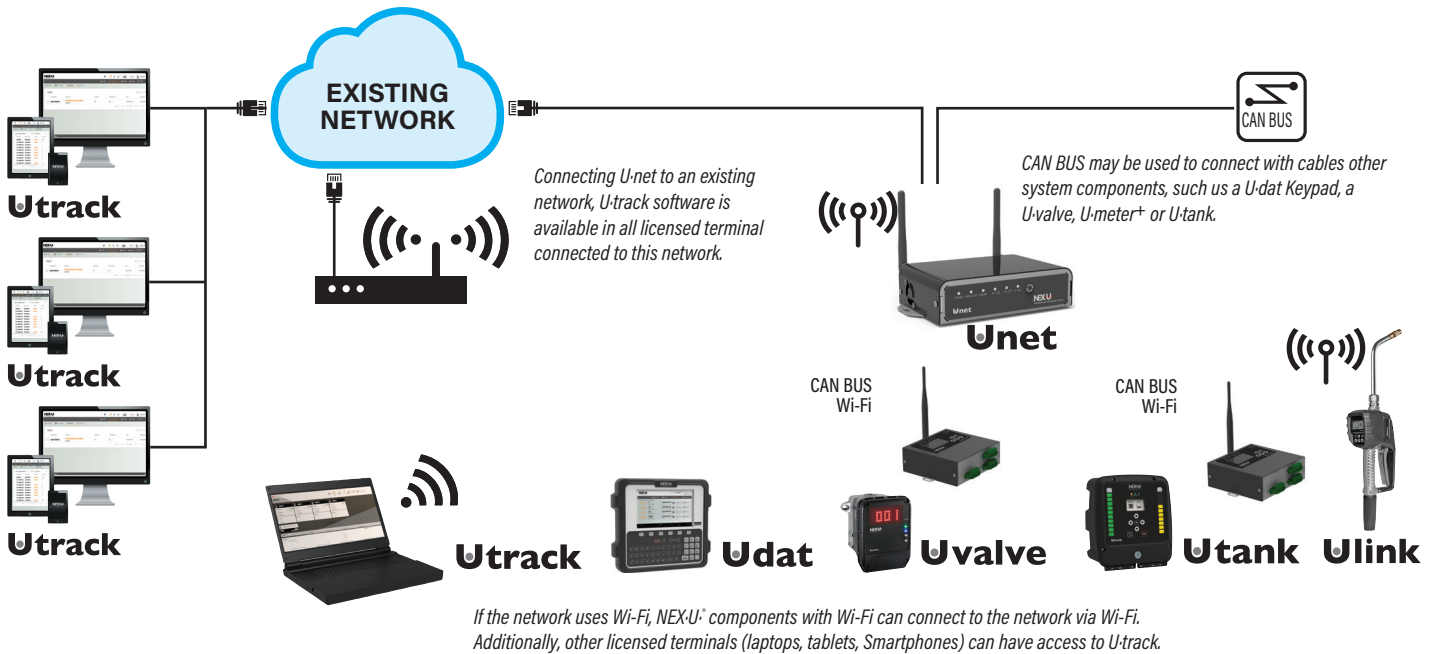 EXISTING
NETWORK
CAN BUS
Connecting U·net to an existing
network, U·track software is
available in all licensed terminal
connected to this network.
CAN BUS may be used to connect with cables other
system components, such us a U·dat Keypad, a
U·valve, U·meter+ or U·tank.
Utrack
NEX·U
Unet
Unet
Utrack
CAN BUS
Wi-Fi
CAN BUS
Wi-Fi
Utrack
Utrack
Udat
001
Uvalve
Utank
Ulink
If the network uses Wi-Fi, NEX·U·® components with Wi-Fi can connect to the network via Wi-Fi.
Additionally, other licensed terminals (laptops, tablets, Smartphones) can have access to U·track.